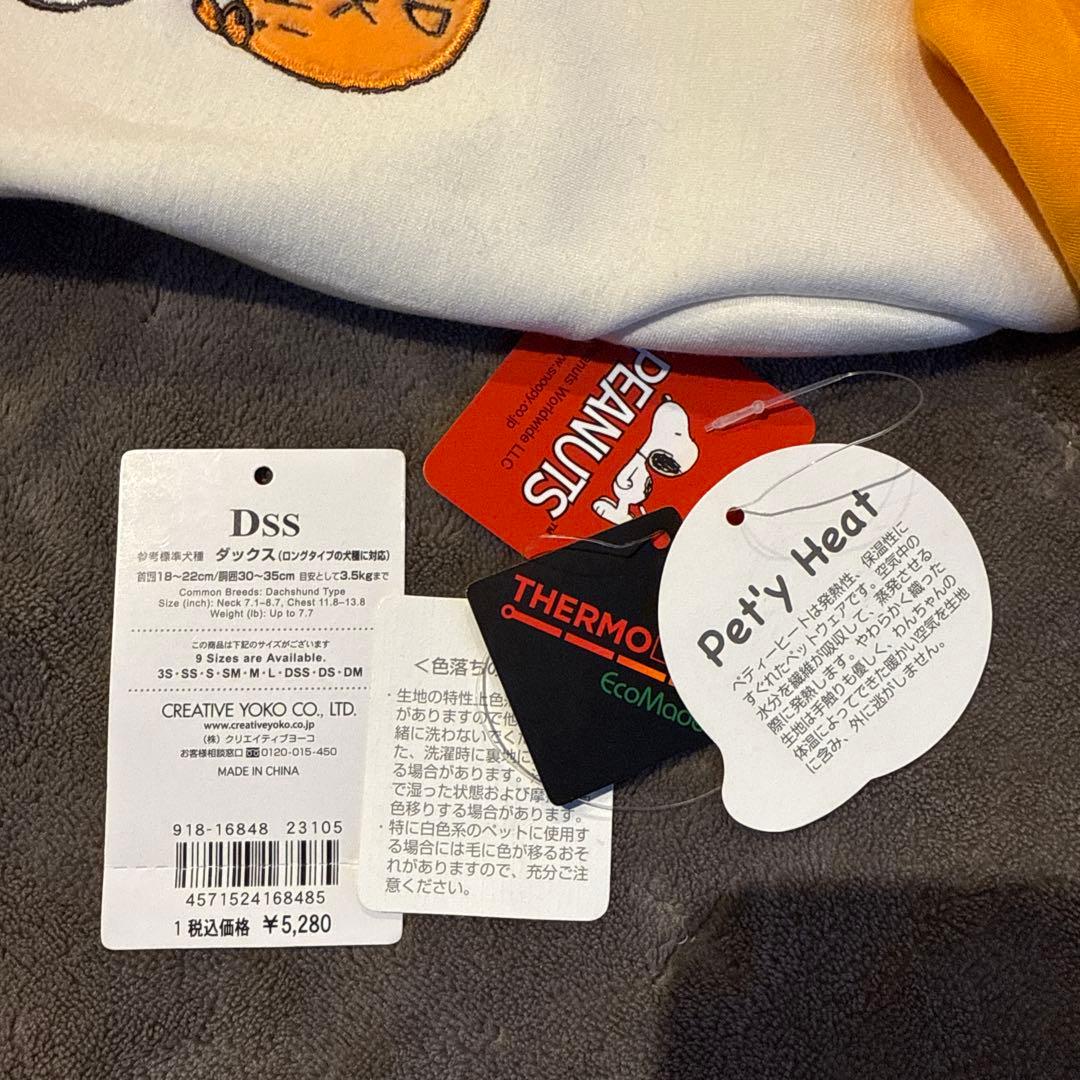 PEANUTS
TM
anuts Worldwide LLC
www.snoopy.co.jp
THERMO
EcoMade
Pet'y Heat
ペティーヒートは発熱性、保温性に
すぐれたペットウェアです。空気中の
水分を繊維が吸収して、蒸発させる
際に発熱します。やわらかく織った
生地は手触りも優しく、わんちゃんの
体温によってできた暖かい空気を生地
に含み、外に逃がしません。
Dss
参考標準犬種 ダックス(ロングタイプの犬種に対応)
首囲18～22cm/胴囲30～35cm 目安として3.5kgまで
Common Breeds: Dachshund Type
Size (inch): Neck 7.1–8.7, Chest 11.8–13.8
Weight (lb): Up to 7.7
この商品は下記のサイズがございます
9 Sizes are Available.
3S・SS・S・SM・M・L・DSS・DS・DM
CREATIVE YOKO CO., LTD.
www.creativeyoko.co.jp
(株)クリエイティブヨーコ
お客様相談窓口 0120-015-450
MADE IN CHINA
918-16848 23105
4571524168485
1 税込価格 ¥5,280
<色落ちの
・生地の特性上色
がありますので他
緒に洗わないでくだ
た、洗濯時に裏地に
る場合があります。
で湿った状態および摩
色移りする場合があります。
・特に白色系のペットに使用す
る場合には毛に色が移るおそ
れがありますので、充分ご注
意ください。